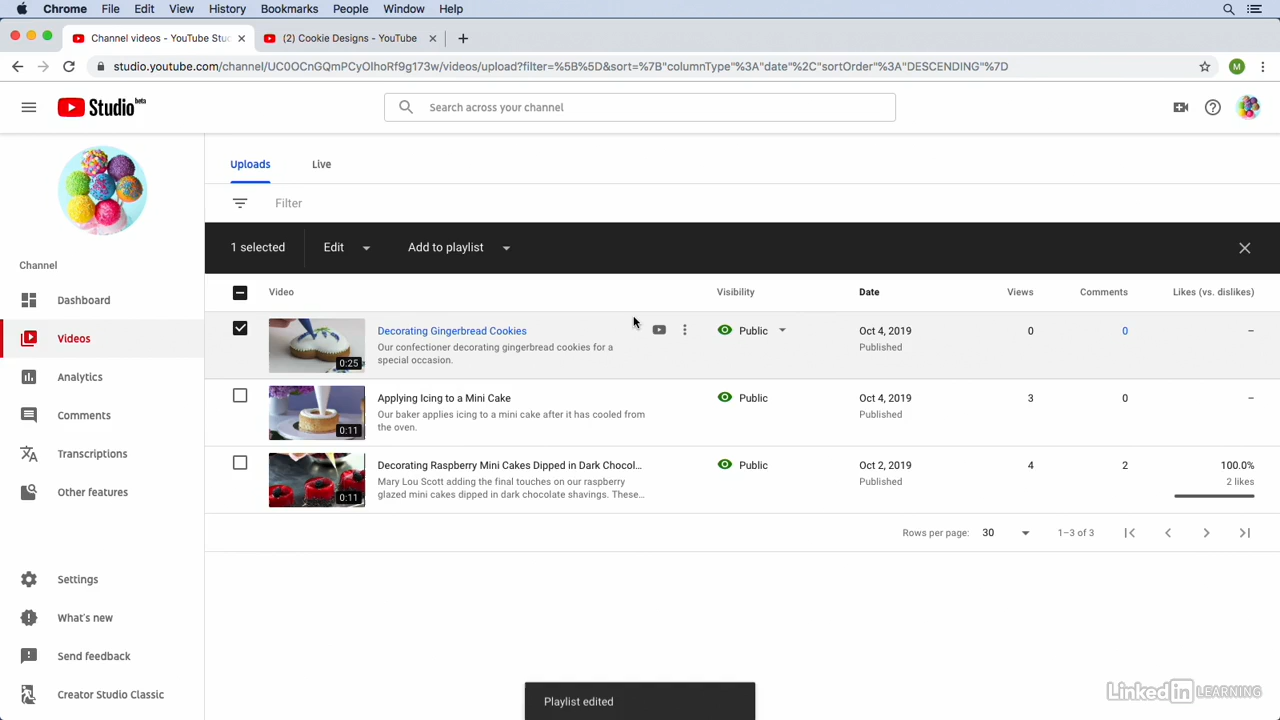 Chrome File Edit View History Bookmarks People Window Help
Channel videos - YouTube Stu (2) Cookie Designs - YouTube
studio.youtube.com/channel/UC0OCnGQmPCyOIhoRf9g173w/videos/upload?filter=%5B%5D&sort=%7B"columnType"%3A"date"%2C"sortOrder"%3A"DESCENDING"%7D M
Studio beta Search across your channel
Uploads Live
Filter
1 selected Edit Add to playlist
Channel
Dashboard
Videos
Analytics
Comments
Transcriptions
Other features
Settings
What's new
Send feedback
Creator Studio Classic
Video Visibility Date Views Comments Likes (vs. dislikes)
Decorating Gingerbread Cookies Public Oct 4, 2019 0 0 –
Our confectioner decorating gingerbread cookies for a Published
special occasion.
0:25
Applying Icing to a Mini Cake Public Oct 4, 2019 3 0 –
Our baker applies icing to a mini cake after it has cooled from Published
the oven.
0:11
Decorating Raspberry Mini Cakes Dipped in Dark Chocol... Public Oct 2, 2019 4 2 100.0%
Mary Lou Scott adding the final touches on our raspberry Published 2 likes
glazed mini cakes dipped in dark chocolate shavings. These...
0:11
Rows per page: 30 1–3 of 3
Playlist edited
Linked in LEARNING